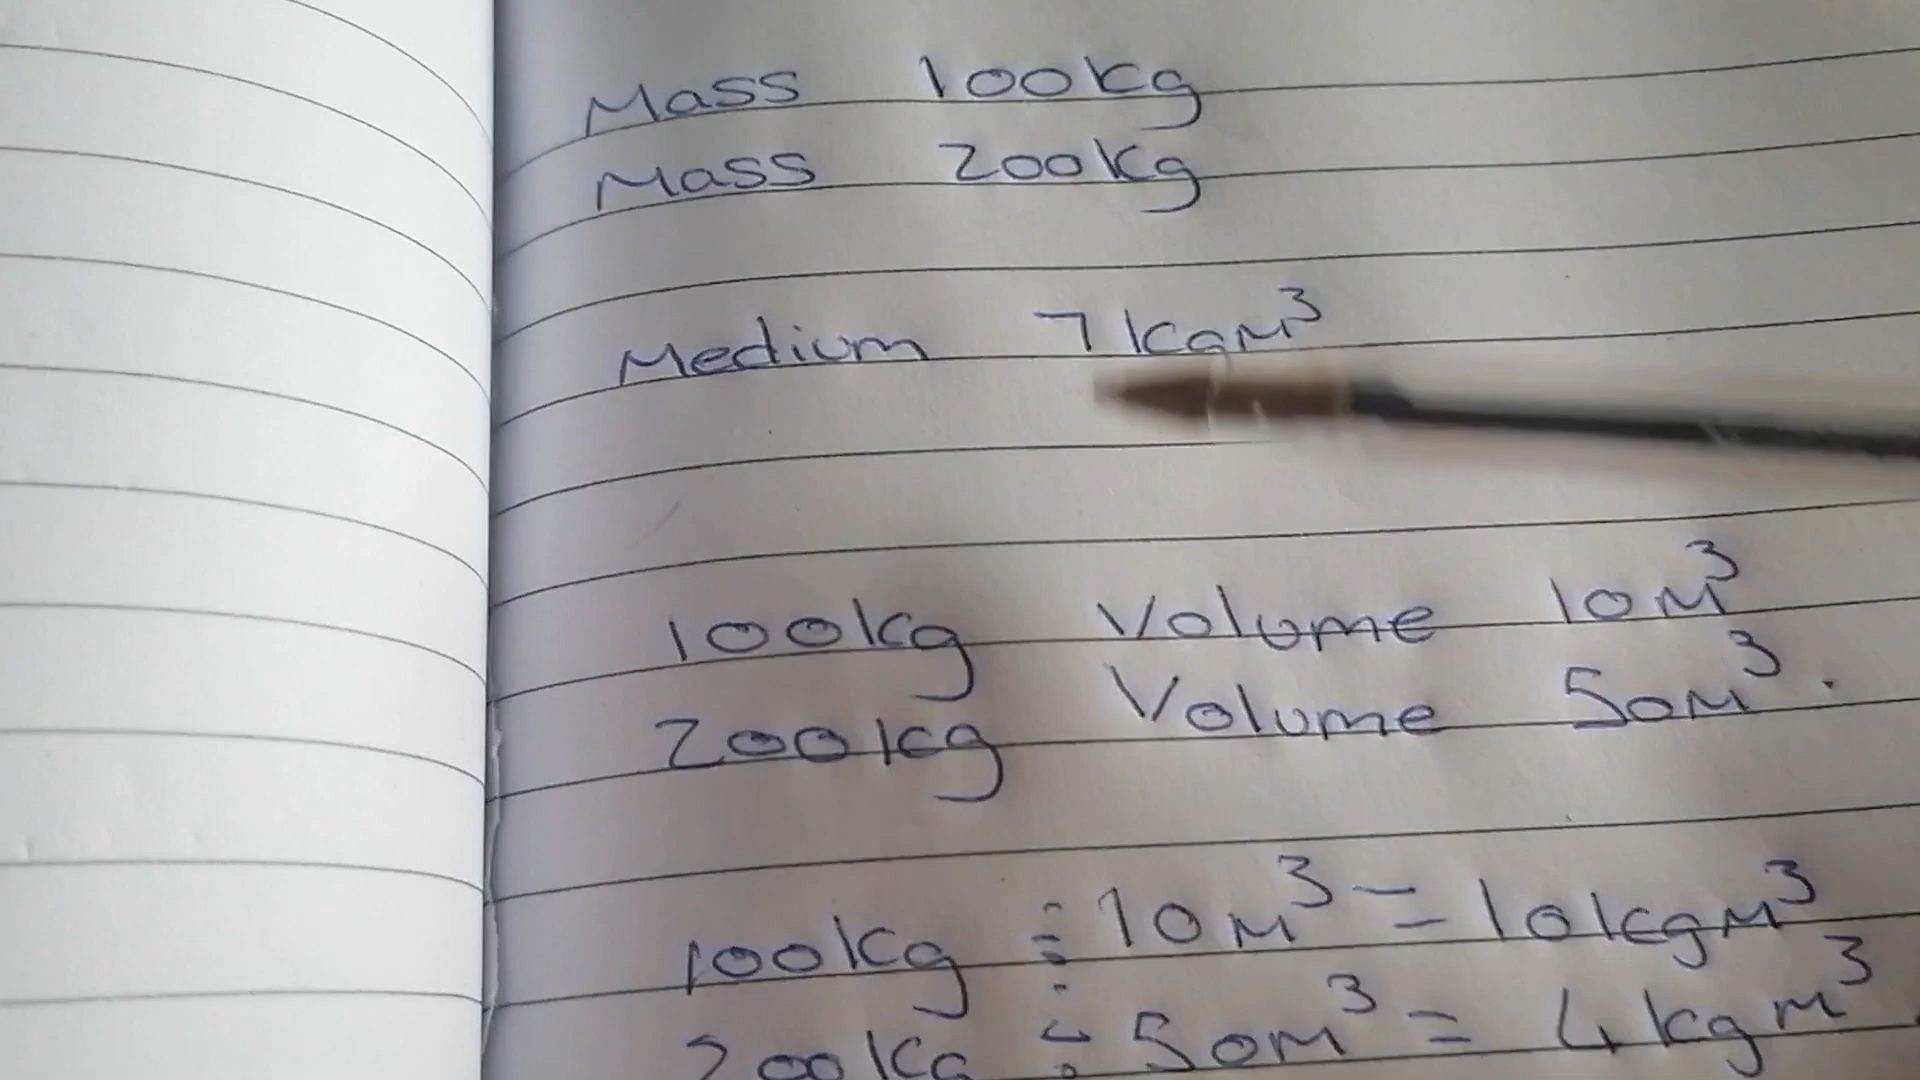 Mass 100kg
Mass 200kg
Medium 7kgm³
100kg Volume 10m³
200kg Volume 50m³.
100kg ÷ 10m³ = 10kgm³
200kg ÷ 50m³ = 4kgm³